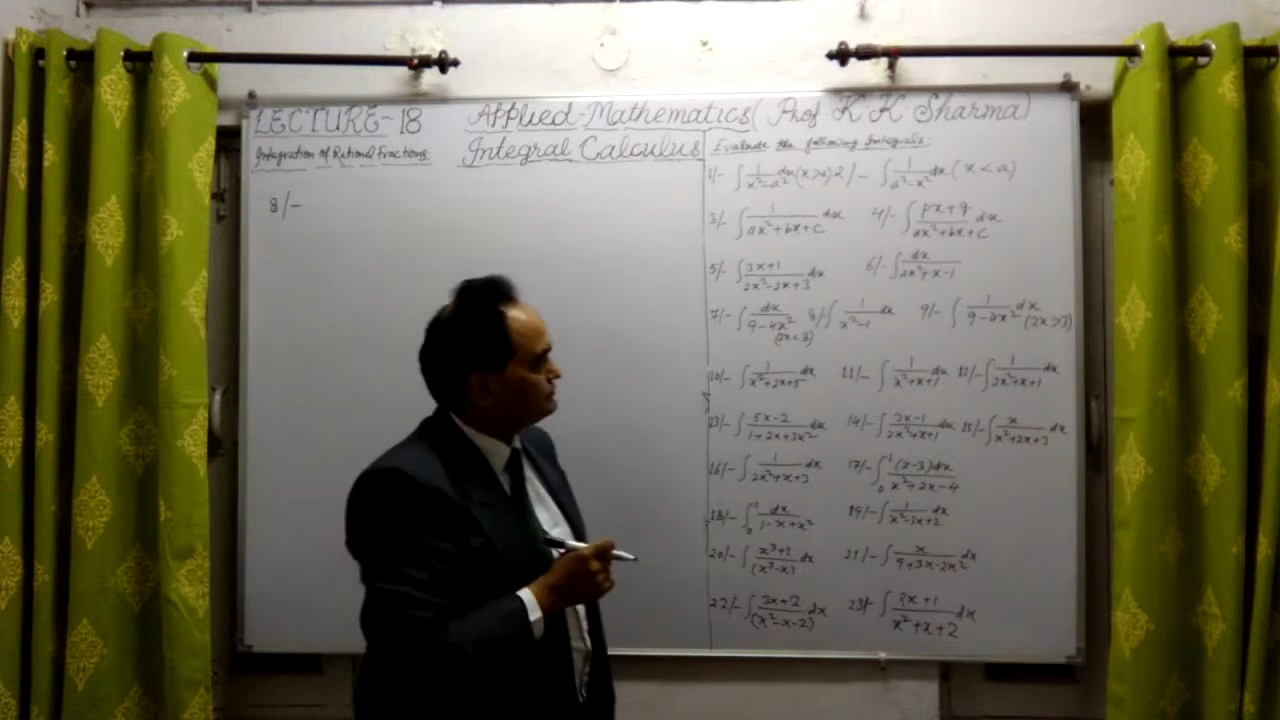 LECTURE-18 Applied-Mathematics (Prof. K.K Sharma)
Integration of Rational Fractions. Integral Calculus
8/-
Evaluate the following Integrals.
1/- ∫ 1/(x²-a²) dx (x>a) 2/- ∫ 1/(a²-x²) dx (x<a)
3/- ∫ 1/(ax²+bx+c) dx 4/- ∫ (px+q)/(ax²+bx+c) dx
5/- ∫ (3x+1)/(2x²-2x+3) dx 6/- ∫ dx/(2x²+x-1)
7/- ∫ dx/(9-4x²) (2x<3) 8/- ∫ 1/(x²-1) dx 9/- ∫ 1/(9-4x²) dx (2x>3)
10/- ∫ 1/(x²+2x+5) dx 11/- ∫ 1/(x²+x+1) dx 12/- ∫ 1/(3x²+x+1) dx
13/- ∫ (5x-2)/(1+2x+3x²) dx 14/- ∫ (3x-1)/(2x²+x+1) dx 15/- ∫ x/(x²+2x+3) dx
16/- ∫ 1/(2x²+x+3) dx 17/- ∫₀¹ (x-3)dx/(x²+2x-4)
18/- ∫₀¹ dx/(1-x+x²) 19/- ∫ 1/(x²-3x+2) dx
20/- ∫ (x³+1)/(x³-x) dx 21/- ∫ x/(9+3x-2x²) dx
22/- ∫ (3x+2)/(x²-x-2) dx 23/- ∫ (2x+1)/(x²+x+2) dx